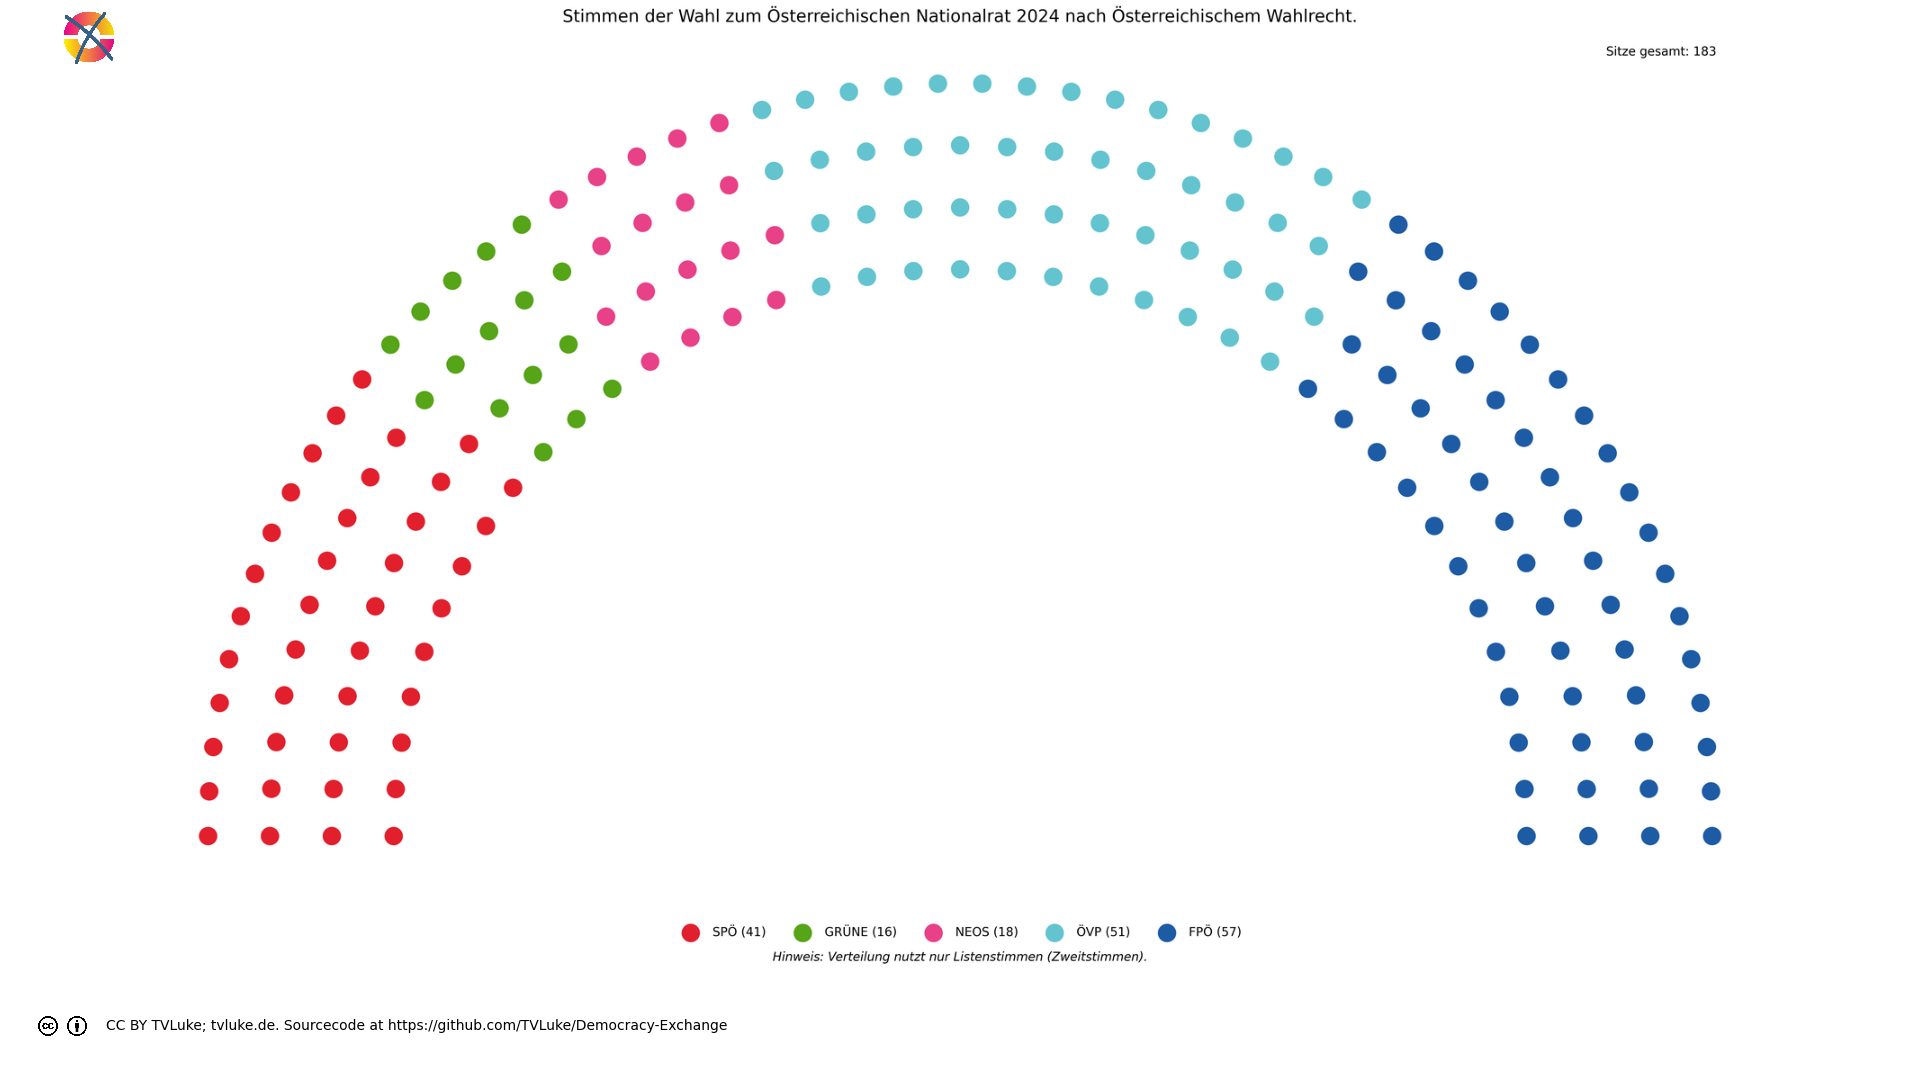 Stimmen der Wahl zum Österreichischen Nationalrat 2024 nach Österreichischem Wahlrecht.
Sitze gesamt: 183
SPÖ (41) GRÜNE (16) NEOS (18) ÖVP (51) FPÖ (57)
Hinweis: Verteilung nutzt nur Listenstimmen (Zweitstimmen).
cc CC BY TVLuke; tvluke.de. Sourcecode at https://github.com/TVLuke/Democracy-Exchange